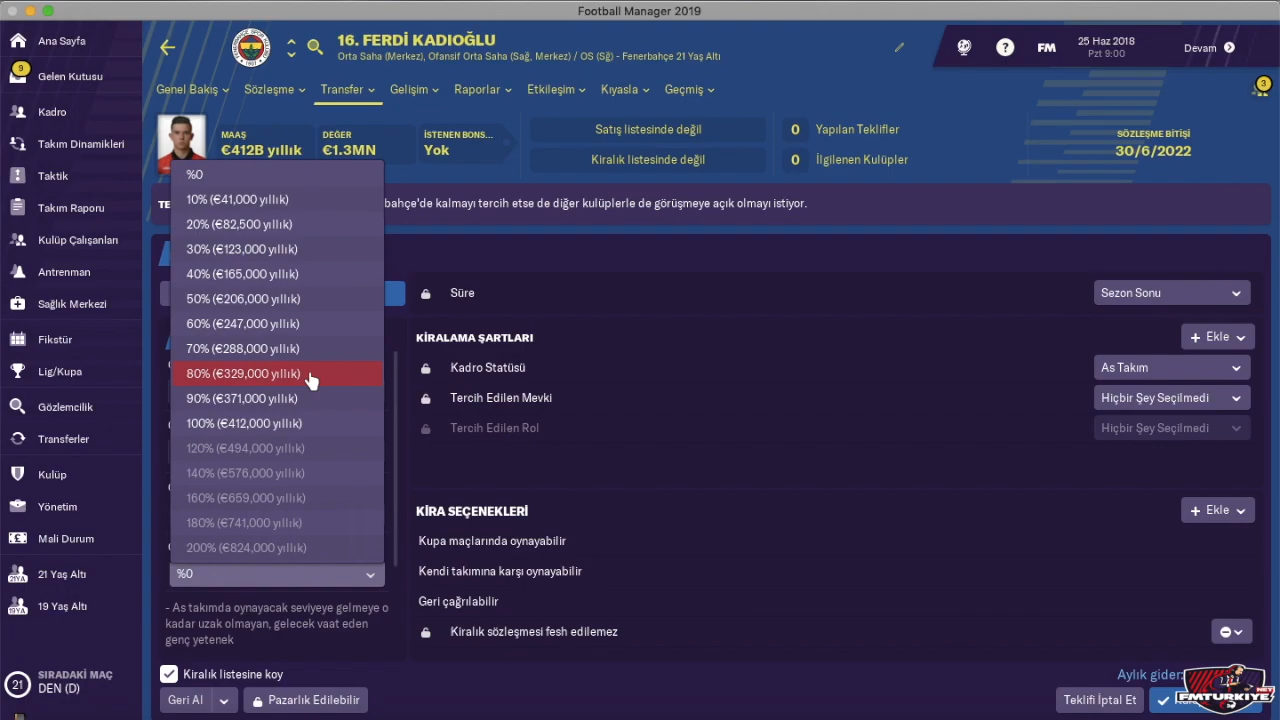 Football Manager 2019
Ana Sayfa
9
Gelen Kutusu
Kadro
Takım Dinamikleri
Taktik
Takım Raporu
Kulüp Çalışanları
Antrenman
Sağlık Merkezi
Fikstür
Lig/Kupa
Gözlemcilik
Transferler
Kulüp
Yönetim
Mali Durum
21YA
21 Yaş Altı
19YA
19 Yaş Altı
21
SIRADAKİ MAÇ
DEN (D)
16. FERDİ KADIOĞLU
Orta Saha (Merkez), Ofansif Orta Saha (Sağ, Merkez) / OS (Sğ) - Fenerbahçe 21 Yaş Altı
FM
25 Haz 2018
Pzt 9:00
Devam
3
Genel Bakış
Sözleşme
Transfer
Gelişim
Raporlar
Etkileşim
Kıyasla
Geçmiş
MAAŞ
€412B yıllık
DEĞER
€1.3MN
İSTENEN BONS...
Yok
Satış listesinde değil
Kiralık listesinde değil
0 Yapılan Teklifler
0 İlgilenen Kulüpler
SÖZLEŞME BİTİŞİ
30/6/2022
bahçe'de kalmayı tercih etse de diğer kulüplerle de görüşmeye açık olmayı istiyor.
%0
10% (€41,000 yıllık)
20% (€82,500 yıllık)
30% (€123,000 yıllık)
40% (€165,000 yıllık)
50% (€206,000 yıllık)
60% (€247,000 yıllık)
70% (€288,000 yıllık)
80% (€329,000 yıllık)
90% (€371,000 yıllık)
100% (€412,000 yıllık)
120% (€494,000 yıllık)
140% (€576,000 yıllık)
160% (€659,000 yıllık)
180% (€741,000 yıllık)
200% (€824,000 yıllık)
%0
- As takımda oynayacak seviyeye gelmeye o
kadar uzak olmayan, gelecek vaat eden
genç yetenek
Süre
Sezon Sonu
KİRALAMA ŞARTLARI
+ Ekle
Kadro Statüsü
As Takım
Tercih Edilen Mevki
Hiçbir Şey Seçilmedi
Tercih Edilen Rol
Hiçbir Şey Seçilmedi
KİRA SEÇENEKLERİ
+ Ekle
Kupa maçlarında oynayabilir
Kendi takımına karşı oynayabilir
Geri çağrılabilir
Kiralık sözleşmesi fesh edilemez
Kiralık listesine koy
Aylık gider
Geri Al
Pazarlık Edilebilir
Teklifi İptal Et
FMTURKIYE.NET